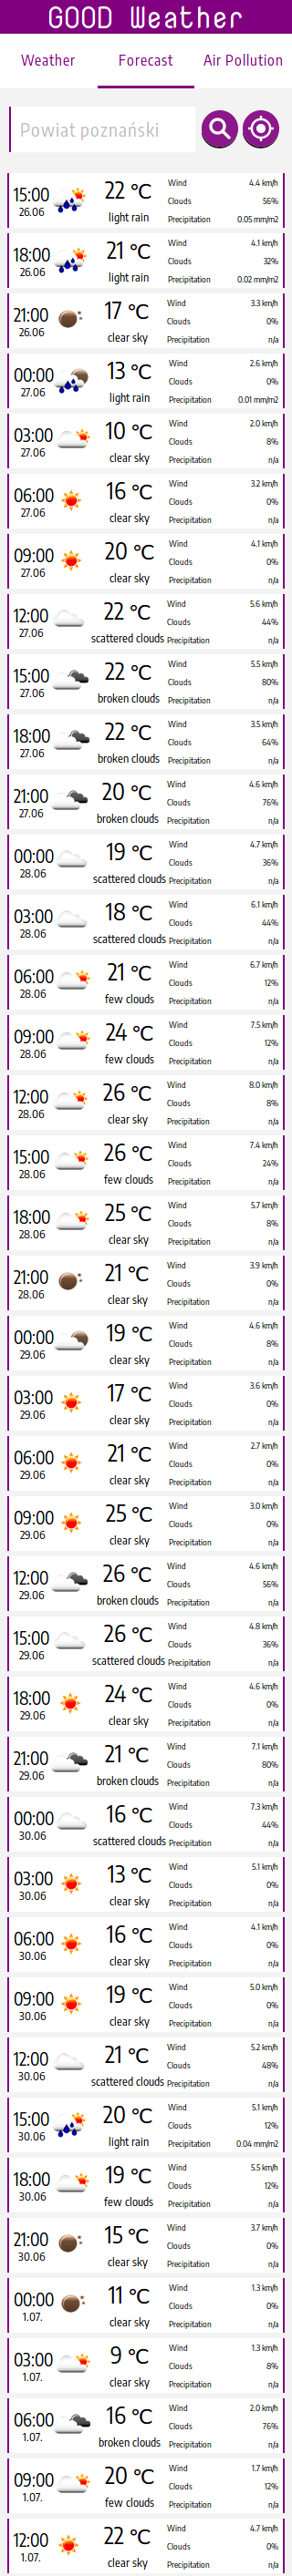 GOOD Weather
Weather Forecast Air Pollution
Powiat poznański
15:00 22 °C Wind 4.4 km/h
26.06 light rain Clouds 56%
Precipitation 0.05 mm/m2
18:00 21 °C Wind 4.1 km/h
26.06 light rain Clouds 32%
Precipitation 0.02 mm/m2
21:00 17 °C Wind 3.3 km/h
26.06 clear sky Clouds 0%
Precipitation n/a
00:00 13 °C Wind 2.6 km/h
27.06 light rain Clouds 0%
Precipitation 0.01 mm/m2
03:00 10 °C Wind 2.0 km/h
27.06 clear sky Clouds 8%
Precipitation n/a
06:00 16 °C Wind 3.2 km/h
27.06 clear sky Clouds 0%
Precipitation n/a
09:00 20 °C Wind 4.1 km/h
27.06 clear sky Clouds 0%
Precipitation n/a
12:00 22 °C Wind 5.6 km/h
27.06 scattered clouds Clouds 44%
Precipitation n/a
15:00 22 °C Wind 5.5 km/h
27.06 broken clouds Clouds 80%
Precipitation n/a
18:00 22 °C Wind 3.5 km/h
27.06 broken clouds Clouds 64%
Precipitation n/a
21:00 20 °C Wind 4.6 km/h
27.06 broken clouds Clouds 76%
Precipitation n/a
00:00 19 °C Wind 4.7 km/h
28.06 scattered clouds Clouds 36%
Precipitation n/a
03:00 18 °C Wind 6.1 km/h
28.06 scattered clouds Clouds 44%
Precipitation n/a
06:00 21 °C Wind 6.7 km/h
28.06 few clouds Clouds 12%
Precipitation n/a
09:00 24 °C Wind 7.5 km/h
28.06 few clouds Clouds 12%
Precipitation n/a
12:00 26 °C Wind 8.0 km/h
28.06 clear sky Clouds 8%
Precipitation n/a
15:00 26 °C Wind 7.4 km/h
28.06 few clouds Clouds 24%
Precipitation n/a
18:00 25 °C Wind 5.7 km/h
28.06 clear sky Clouds 8%
Precipitation n/a
21:00 21 °C Wind 3.9 km/h
28.06 clear sky Clouds 0%
Precipitation n/a
00:00 19 °C Wind 4.6 km/h
29.06 clear sky Clouds 8%
Precipitation n/a
03:00 17 °C Wind 3.6 km/h
29.06 clear sky Clouds 0%
Precipitation n/a
06:00 21 °C Wind 2.7 km/h
29.06 clear sky Clouds 0%
Precipitation n/a
09:00 25 °C Wind 3.0 km/h
29.06 clear sky Clouds 0%
Precipitation n/a
12:00 26 °C Wind 4.6 km/h
29.06 broken clouds Clouds 56%
Precipitation n/a
15:00 26 °C Wind 4.8 km/h
29.06 scattered clouds Clouds 36%
Precipitation n/a
18:00 24 °C Wind 4.6 km/h
29.06 clear sky Clouds 0%
Precipitation n/a
21:00 21 °C Wind 7.1 km/h
29.06 broken clouds Clouds 80%
Precipitation n/a
00:00 16 °C Wind 7.3 km/h
30.06 scattered clouds Clouds 44%
Precipitation n/a
03:00 13 °C Wind 5.1 km/h
30.06 clear sky Clouds 0%
Precipitation n/a
06:00 16 °C Wind 4.1 km/h
30.06 clear sky Clouds 0%
Precipitation n/a
09:00 19 °C Wind 5.0 km/h
30.06 clear sky Clouds 0%
Precipitation n/a
12:00 21 °C Wind 5.2 km/h
30.06 scattered clouds Clouds 48%
Precipitation n/a
15:00 20 °C Wind 5.1 km/h
30.06 light rain Clouds 12%
Precipitation 0.04 mm/m2
18:00 19 °C Wind 5.5 km/h
30.06 few clouds Clouds 12%
Precipitation n/a
21:00 15 °C Wind 3.7 km/h
30.06 clear sky Clouds 0%
Precipitation n/a
00:00 11 °C Wind 1.3 km/h
1.07. clear sky Clouds 0%
Precipitation n/a
03:00 9 °C Wind 1.3 km/h
1.07. clear sky Clouds 8%
Precipitation n/a
06:00 16 °C Wind 2.0 km/h
1.07. broken clouds Clouds 76%
Precipitation n/a
09:00 20 °C Wind 1.7 km/h
1.07. few clouds Clouds 12%
Precipitation n/a
12:00 22 °C Wind 4.7 km/h
1.07. clear sky Clouds 0%
Precipitation n/a